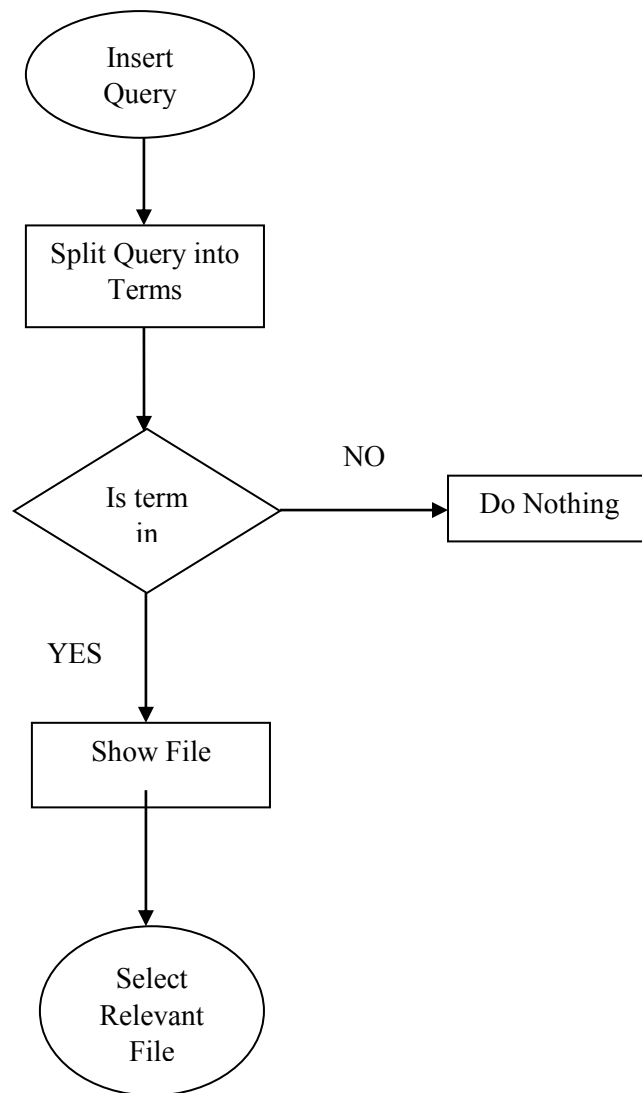 Insert
Query
Split Query into
Terms
Is term
in
NO
Do Nothing
YES
Show File
Select
Relevant
File